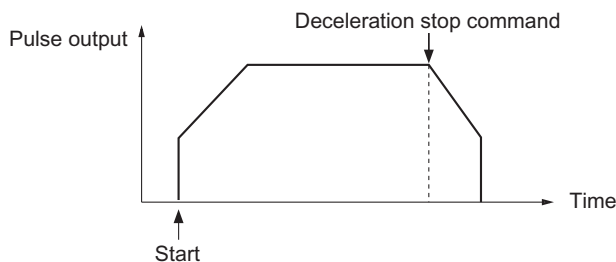 Deceleration stop command
Pulse output
Time
Start